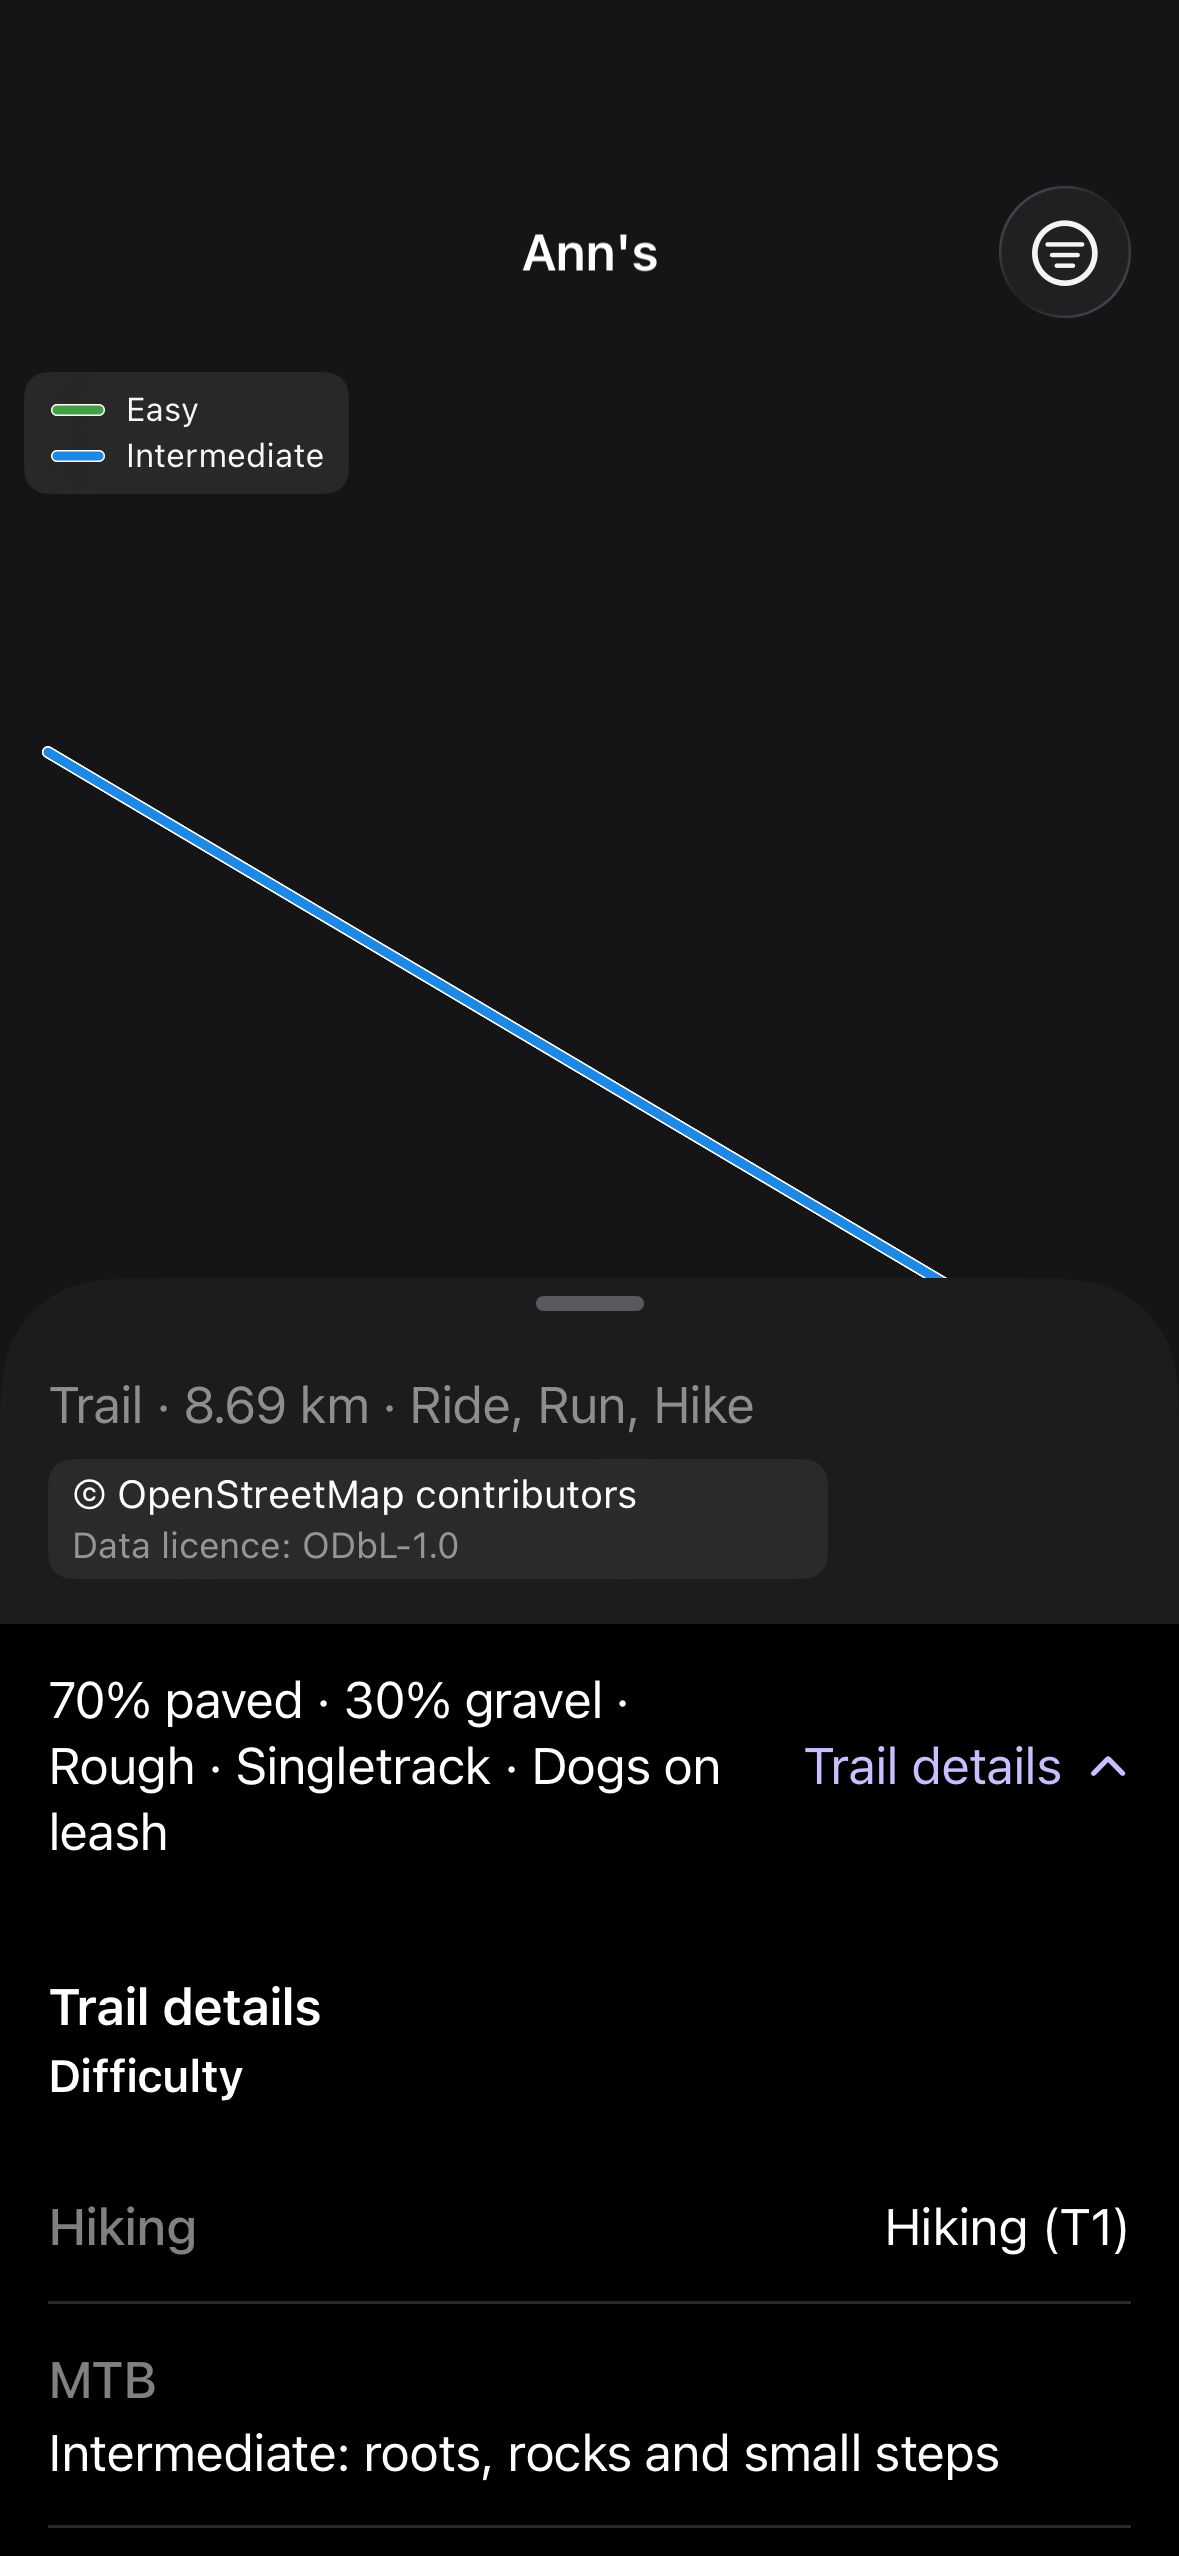 Ann's
Easy
Intermediate
Trail · 8.69 km · Ride, Run, Hike
© OpenStreetMap contributors
Data licence: ODbL-1.0
70% paved · 30% gravel ·
Rough · Singletrack · Dogs on
leash
Trail details
Trail details
Difficulty
Hiking
Hiking (T1)
MTB
Intermediate: roots, rocks and small steps